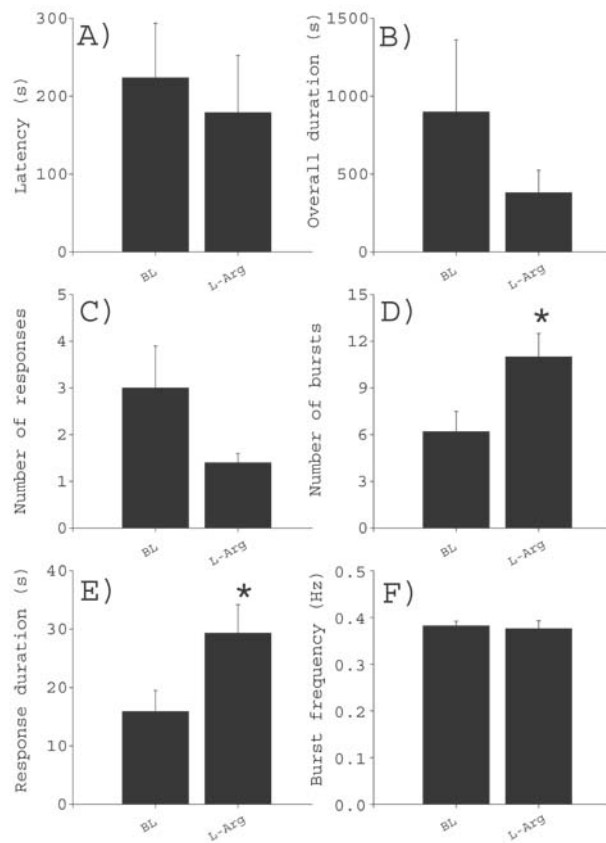 A)
Latency (s)
300
200
100
0
BL
L-Arg
B)
Overall duration (s)
1500
1000
500
0
BL
L-Arg
C)
Number of responses
5
4
3
2
1
0
BL
L-Arg
D)
*
Number of bursts
15
12
9
6
3
0
BL
L-Arg
E)
*
Response duration (s)
40
30
20
10
0
BL
L-Arg
F)
Burst frequency (Hz)
0.5
0.4
0.3
0.2
0.1
0.0
BL
L-Arg